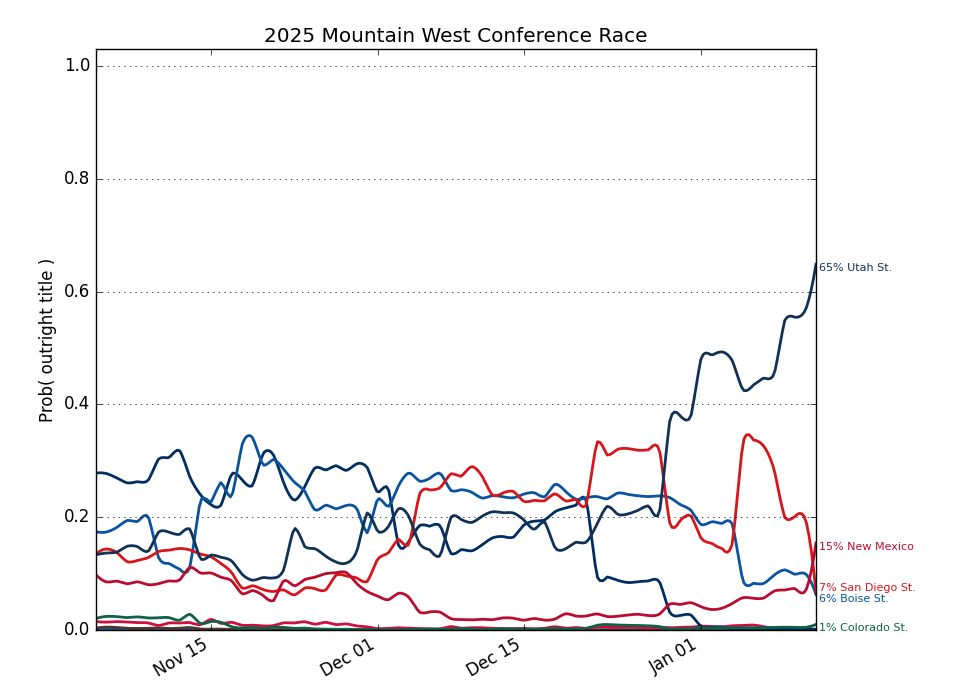 2025 Mountain West Conference Race
Prob( outright title )
1.0
0.8
0.6
0.4
0.2
0.0
Nov 15
Dec 01
Dec 15
Jan 01
65% Utah St.
15% New Mexico
7% San Diego St.
6% Boise St.
1% Colorado St.